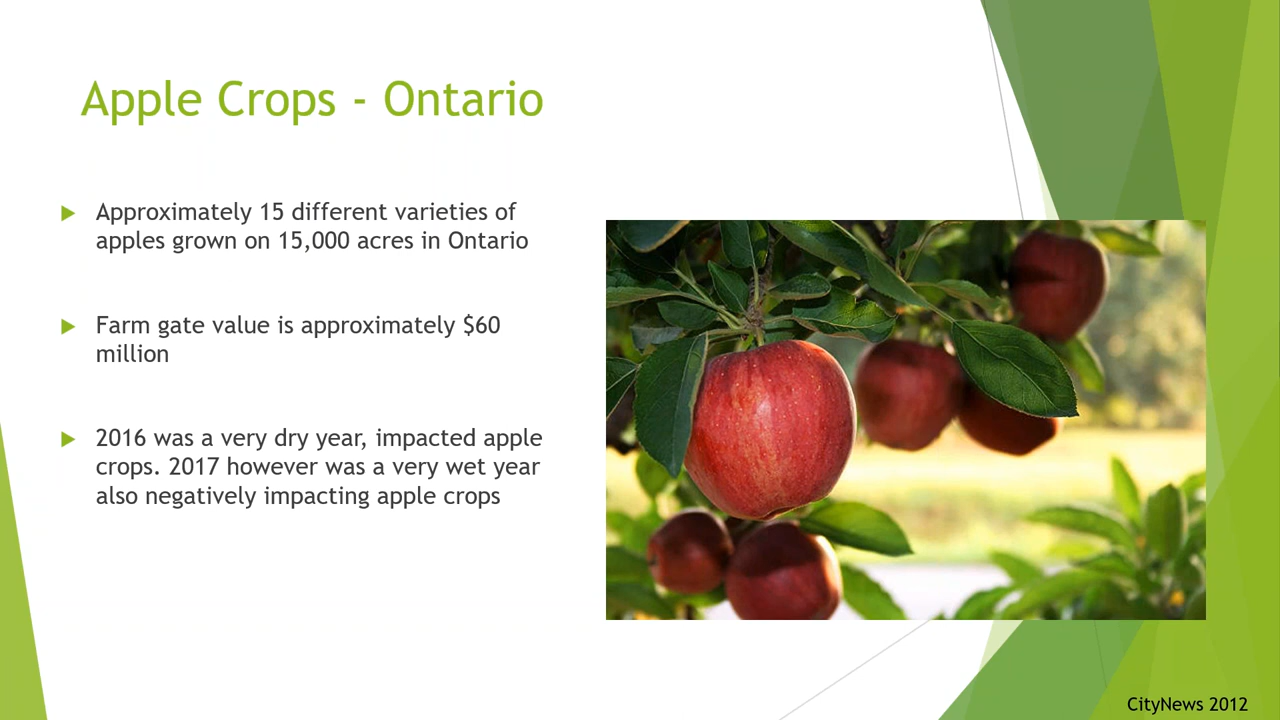 Apple Crops - Ontario
Approximately 15 different varieties of
apples grown on 15,000 acres in Ontario
Farm gate value is approximately $60
million
2016 was a very dry year, impacted apple
crops. 2017 however was a very wet year
also negatively impacting apple crops
CityNews 2012